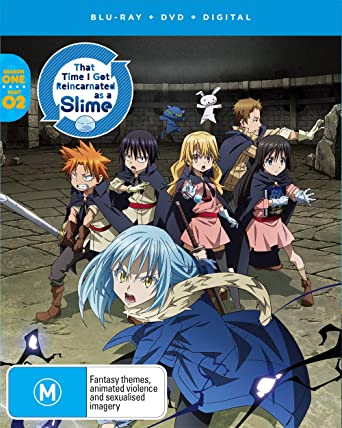 BLU-RAY + DVD + DIGITAL
SEASON
ONE
PART
02
That
Time I Got
Reincarnated
as a
Slime
M
Fantasy themes,
animated violence
and sexualised
imagery